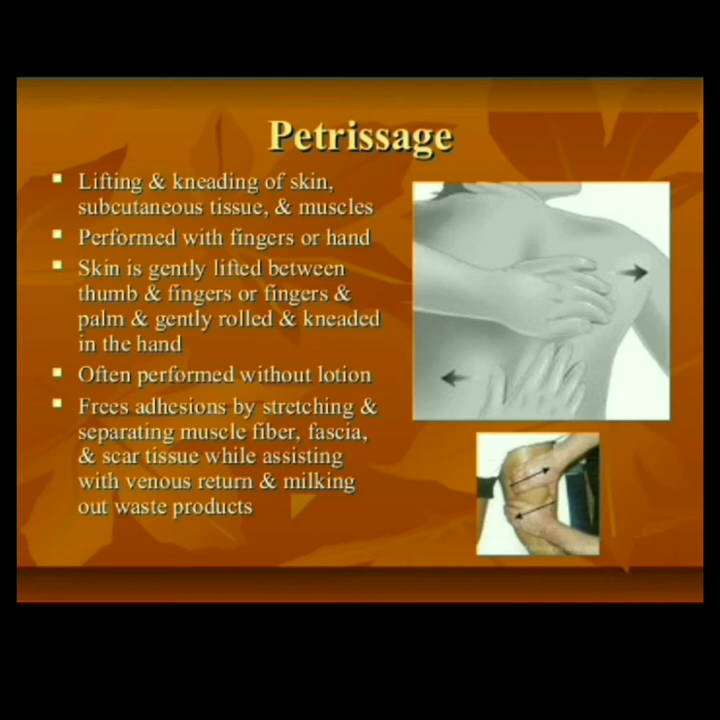 Petrissage
Lifting & kneading of skin,
subcutaneous tissue, & muscles
Performed with fingers or hand
Skin is gently lifted between
thumb & fingers or fingers &
palm & gently rolled & kneaded
in the hand
Often performed without lotion
Frees adhesions by stretching &
separating muscle fiber, fascia,
& scar tissue while assisting
with venous return & milking
out waste products